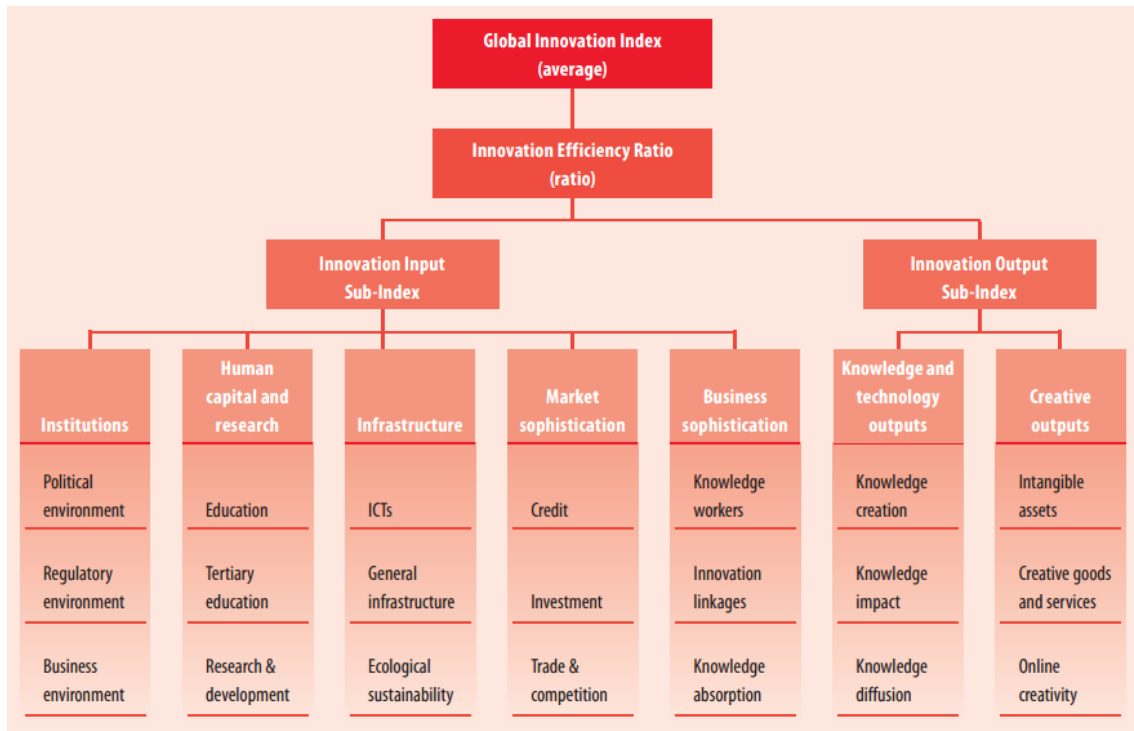 Global Innovation Index
(average)
Innovation Efficiency Ratio
(ratio)
Innovation Input
Sub-Index
Innovation Output
Sub-Index
Institutions
Human
capital and
research
Infrastructure
Market
sophistication
Business
sophistication
Knowledge and
technology
outputs
Creative
outputs
Political
environment
Education
ICTs
Credit
Knowledge
workers
Knowledge
creation
Intangible
assets
Regulatory
environment
Tertiary
education
General
infrastructure
Investment
Innovation
linkages
Knowledge
impact
Creative goods
and services
Business
environment
Research &
development
Ecological
sustainability
Trade &
competition
Knowledge
absorption
Knowledge
diffusion
Online
creativity